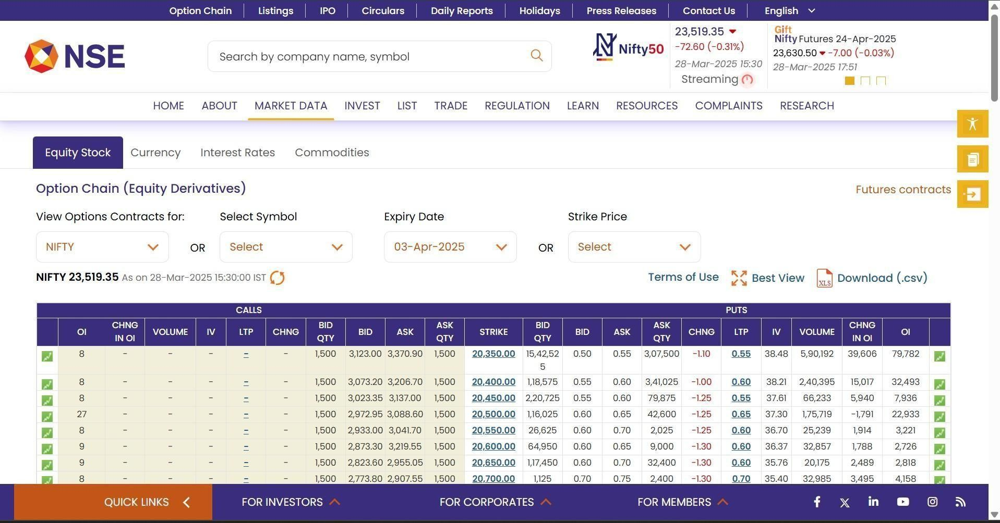 Option Chain Listings IPO Circulars Daily Reports Holidays Press Releases Contact Us English
NSE
Search by company name, symbol
Nifty50
23,519.35
-72.60 (-0.31%)
28-Mar-2025 15:30
Streaming
Gift
Nifty Futures 24-Apr-2025
23,630.50 -7.00 (-0.03%)
28-Mar-2025 17:51
HOME ABOUT MARKET DATA INVEST LIST TRADE REGULATION LEARN RESOURCES COMPLAINTS RESEARCH
Equity Stock Currency Interest Rates Commodities
Option Chain (Equity Derivatives) Futures contracts
View Options Contracts for: Select Symbol Expiry Date Strike Price
NIFTY OR Select 03-Apr-2025 OR Select
NIFTY 23,519.35 As on 28-Mar-2025 15:30:00 IST Terms of Use Best View XLS Download (.csv)
CALLS PUTS
OI CHNG IN OI VOLUME IV LTP CHNG BID QTY BID ASK ASK QTY STRIKE BID QTY BID ASK ASK QTY CHNG LTP IV VOLUME CHNG IN OI OI
8 - - - - - 1,500 3,123.00 3,370.90 1,500 20,350.00 15,42,525 0.50 0.55 3,07,500 -1.10 0.55 38.48 5,90,192 39,606 79,782
8 - - - - - 1,500 3,073.20 3,206.70 1,500 20,400.00 1,18,575 0.55 0.60 3,41,025 -1.00 0.60 38.21 2,40,395 15,017 32,493
8 - - - - - 1,500 3,023.35 3,137.00 1,500 20,450.00 2,20,725 0.55 0.60 79,875 -1.25 0.55 37.61 66,233 5,940 7,936
27 - - - - - 1,500 2,972.95 3,088.60 1,500 20,500.00 1,16,025 0.60 0.65 42,600 -1.25 0.65 37.30 1,75,719 -1,791 22,933
8 - - - - - 1,500 2,933.00 3,041.70 1,500 20,550.00 26,625 0.60 0.70 2,025 -1.25 0.60 36.70 25,239 1,914 3,221
9 - - - - - 1,500 2,873.30 3,219.55 1,500 20,600.00 64,950 0.60 0.65 9,000 -1.30 0.60 36.37 32,857 1,788 2,726
9 - - - - - 1,500 2,823.60 2,955.05 1,500 20,650.00 1,17,450 0.60 0.70 32,400 -1.30 0.60 35.76 20,175 2,489 2,818
8 - - - - - 1,500 2,773.80 2,907.55 1,500 20,700.00 1,125 0.70 0.75 2,400 -1.30 0.70 35.40 32,985 3,495 4,158
QUICK LINKS FOR INVESTORS FOR CORPORATES FOR MEMBERS